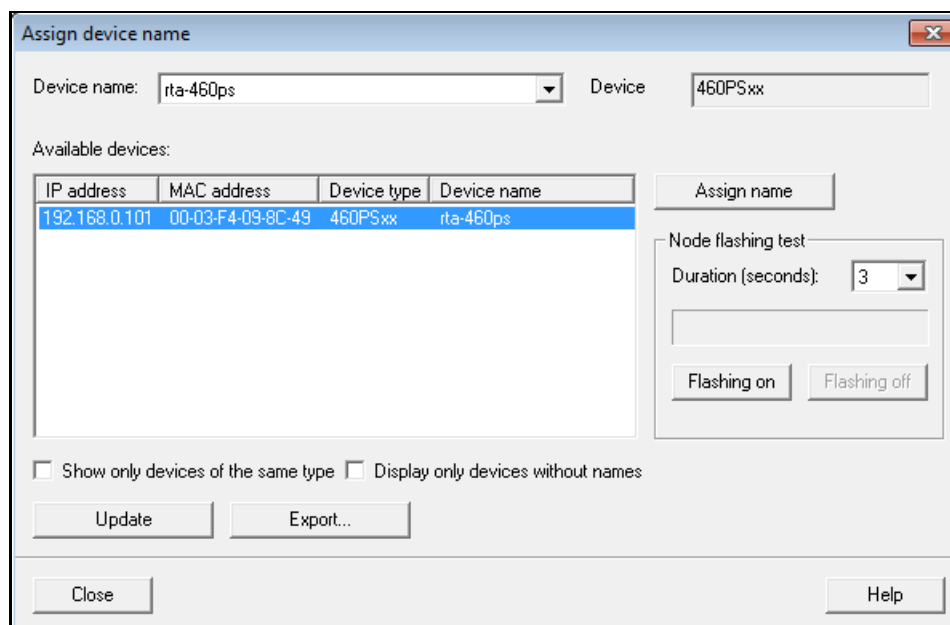 Assign device name
Device name: rta-460ps Device 460PSxx
Available devices:
IP address MAC address Device type Device name
192.168.0.101 00-03-F4-09-8C-49 460PSxx rta-460ps
Assign name
Node flashing test
Duration (seconds): 3
Flashing on Flashing off
Show only devices of the same type Display only devices without names
Update Export...
Close Help